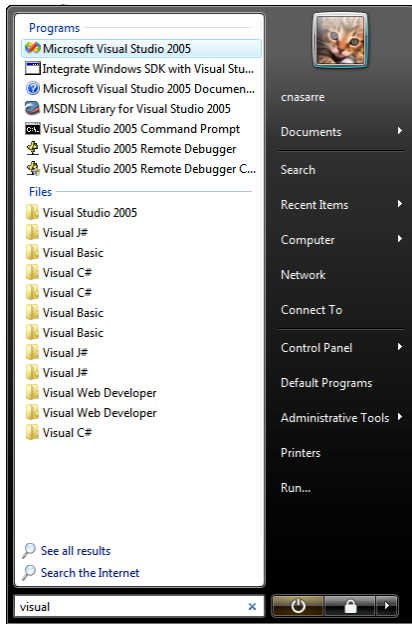 Programs
Microsoft Visual Studio 2005
Integrate Windows SDK with Visual Stu...
Microsoft Visual Studio 2005 Documen...
MSDN Library for Visual Studio 2005
Visual Studio 2005 Command Prompt
Visual Studio 2005 Remote Debugger
Visual Studio 2005 Remote Debugger C...
Files
Visual Studio 2005
Visual J#
Visual Basic
Visual C#
Visual C#
Visual Basic
Visual Basic
Visual J#
Visual J#
Visual Web Developer
Visual Web Developer
Visual C#
See all results
Search the Internet
visual
cnasarre
Documents
Search
Recent Items
Computer
Network
Connect To
Control Panel
Default Programs
Administrative Tools
Printers
Run...